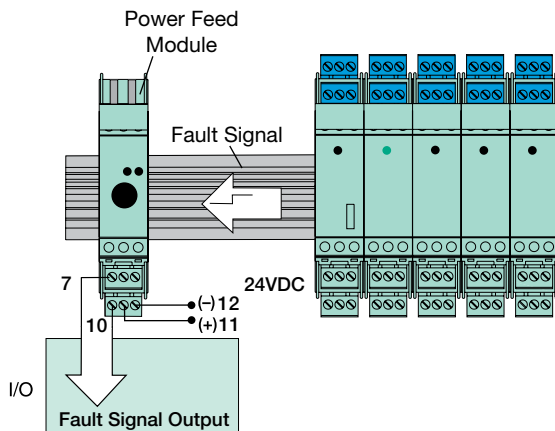 Power Feed
Module
Fault Signal
7
24VDC
(–)12
10
(+)11
I/O
Fault Signal Output